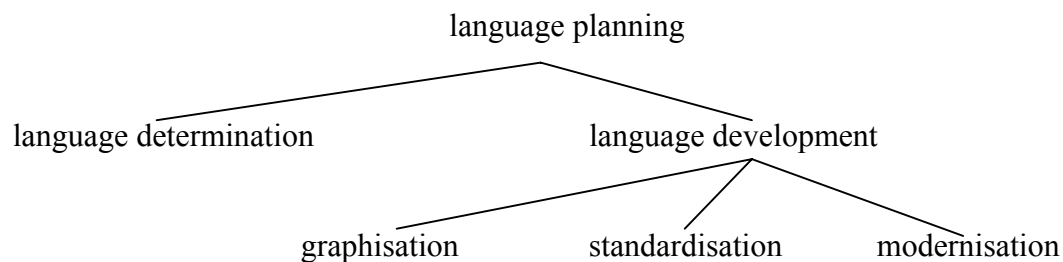 language planning
language determination
language development
graphisation
standardisation
modernisation